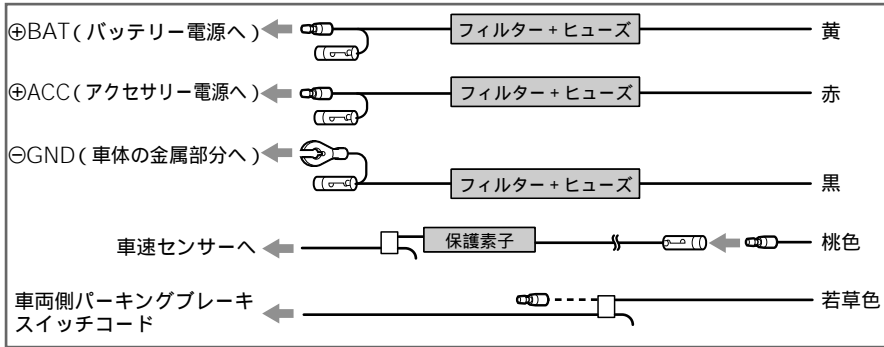 ⊕BAT(バッテリー電源へ)
フィルター+ヒューズ
黄
⊕ACC(アクセサリー電源へ)
フィルター+ヒューズ
赤
⊖GND(車体の金属部分へ)
フィルター+ヒューズ
黒
車速センサーへ
保護素子
桃色
車両側パーキングブレーキ
スイッチコード
若草色